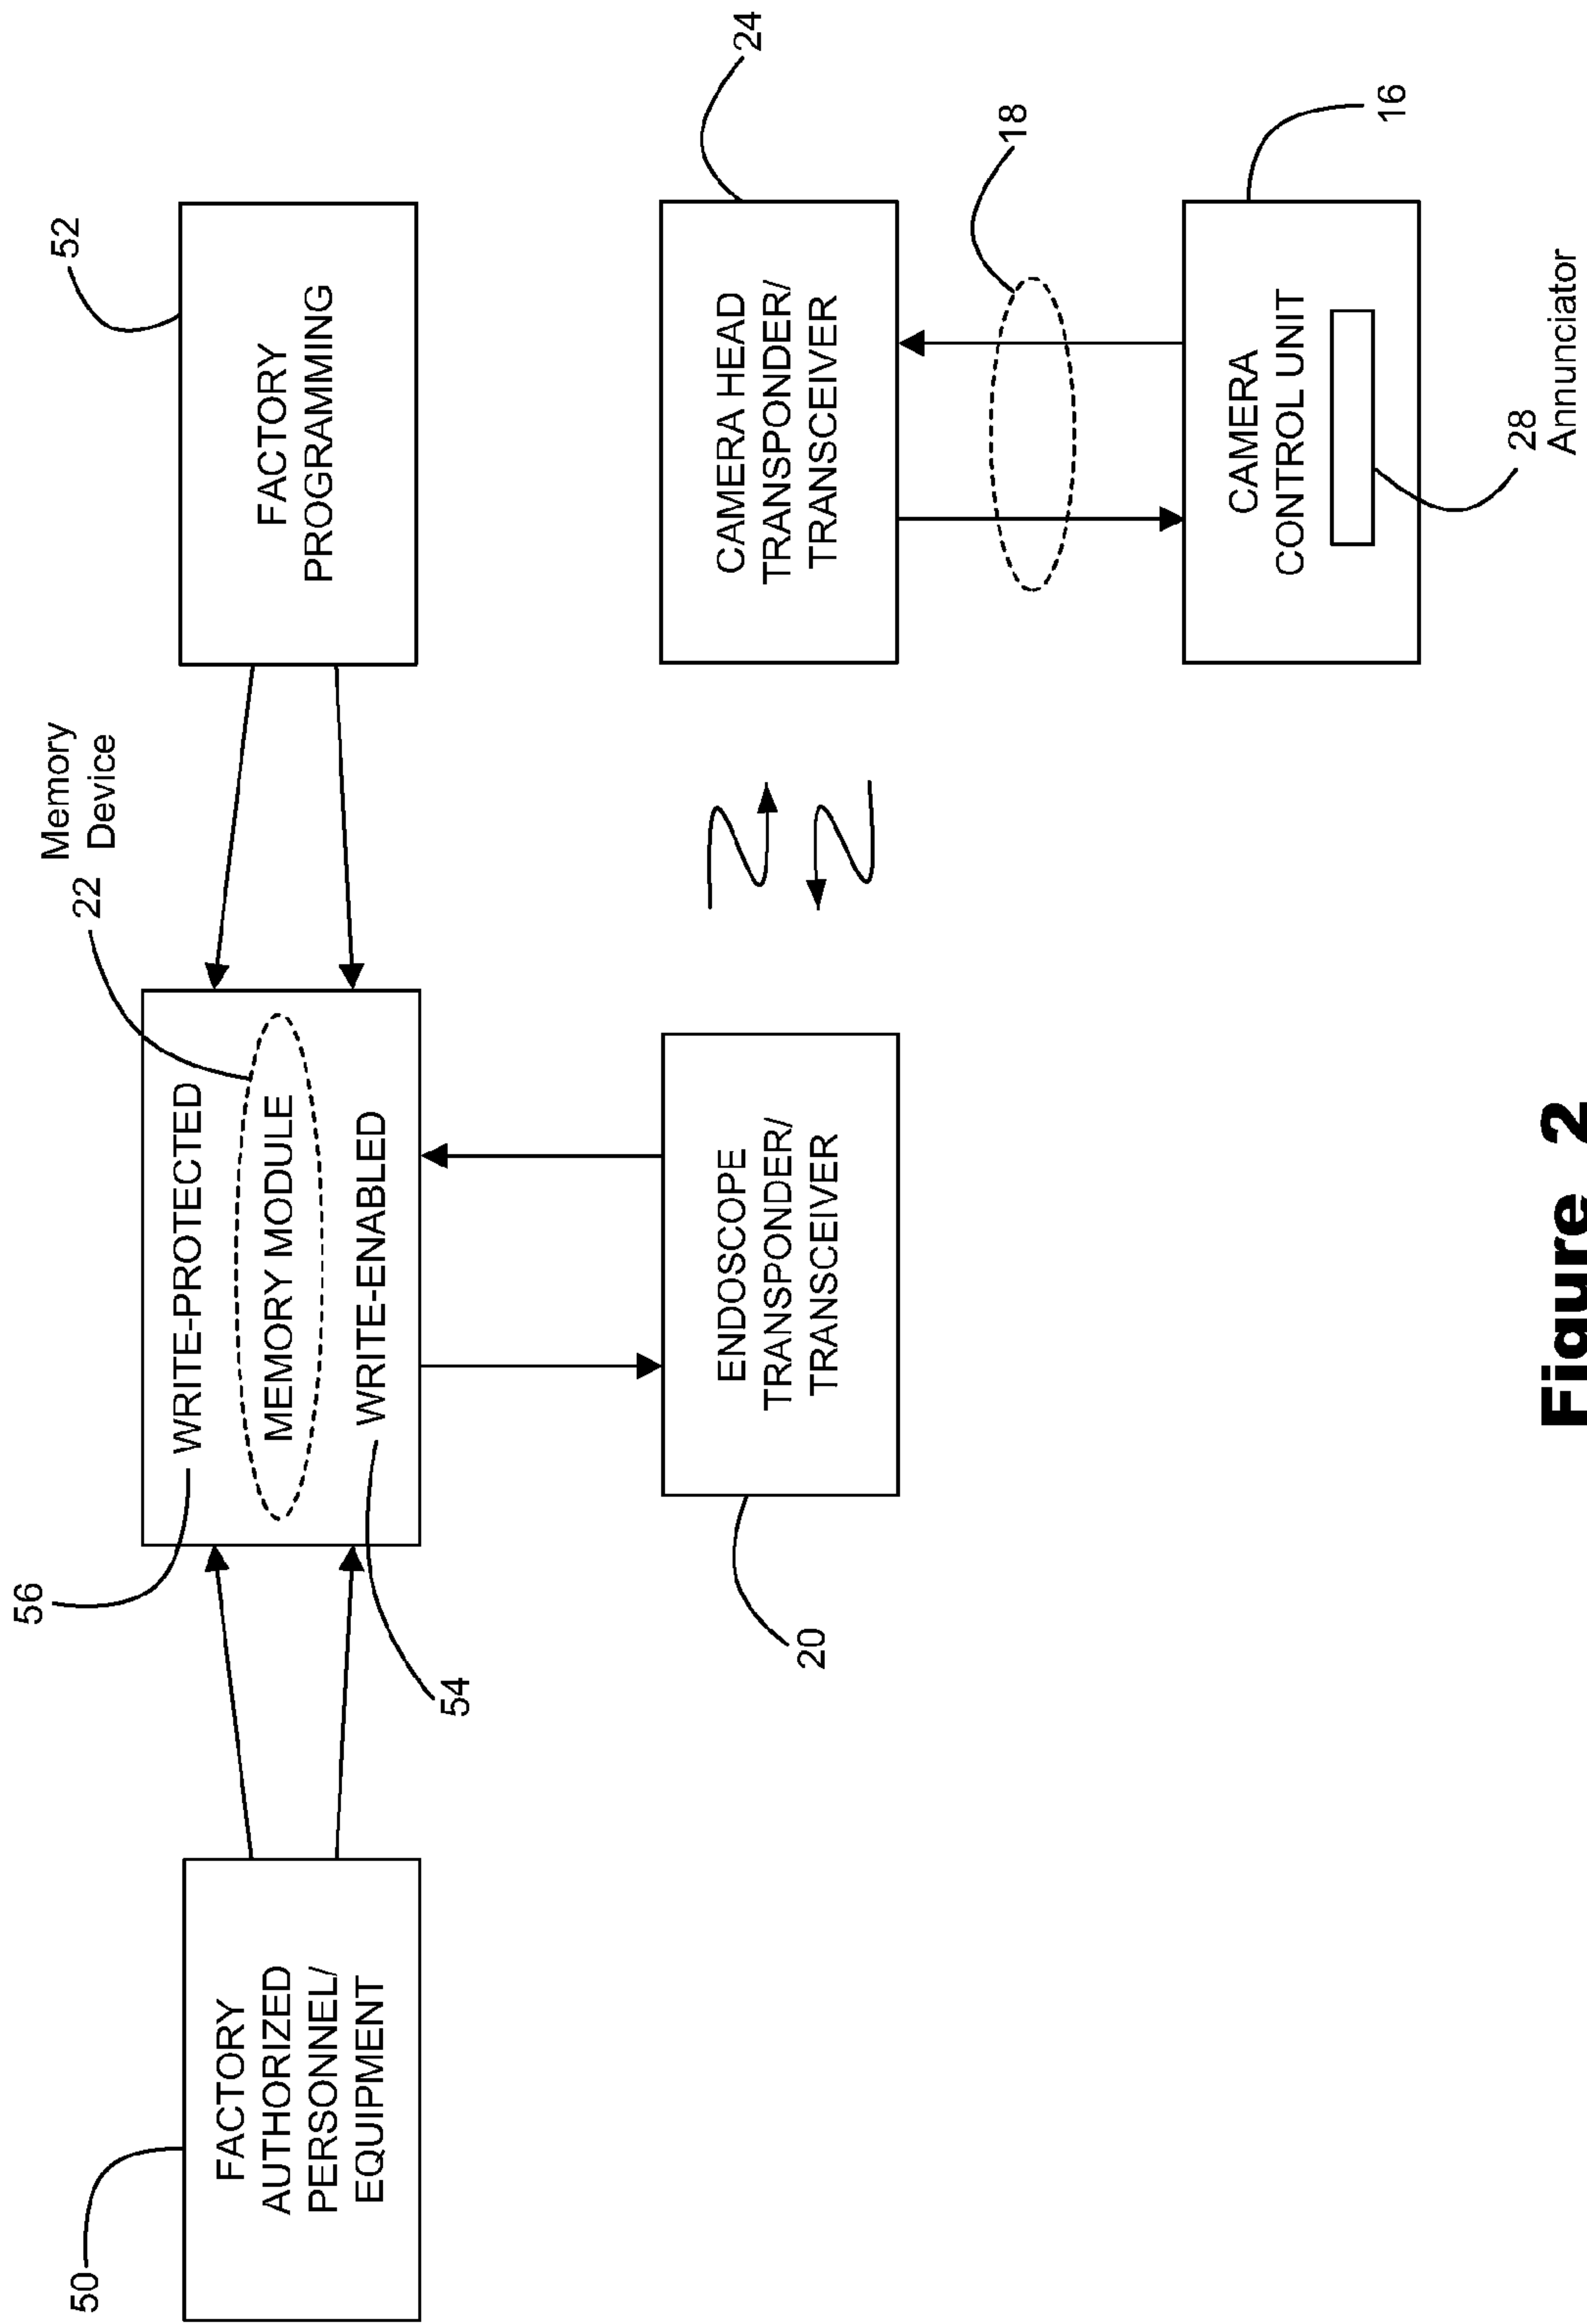 50
FACTORY
AUTHORIZED
PERSONNEL/
EQUIPMENT
56
WRITE-PROTECTED
MEMORY MODULE
WRITE-ENABLED
54
22
Memory
Device
52
FACTORY
PROGRAMMING
20
ENDOSCOPE
TRANSPONDER/
TRANSCEIVER
24
CAMERA HEAD
TRANSPONDER/
TRANSCEIVER
18
CAMERA
CONTROL UNIT
16
28
Annunciator
Figure 2